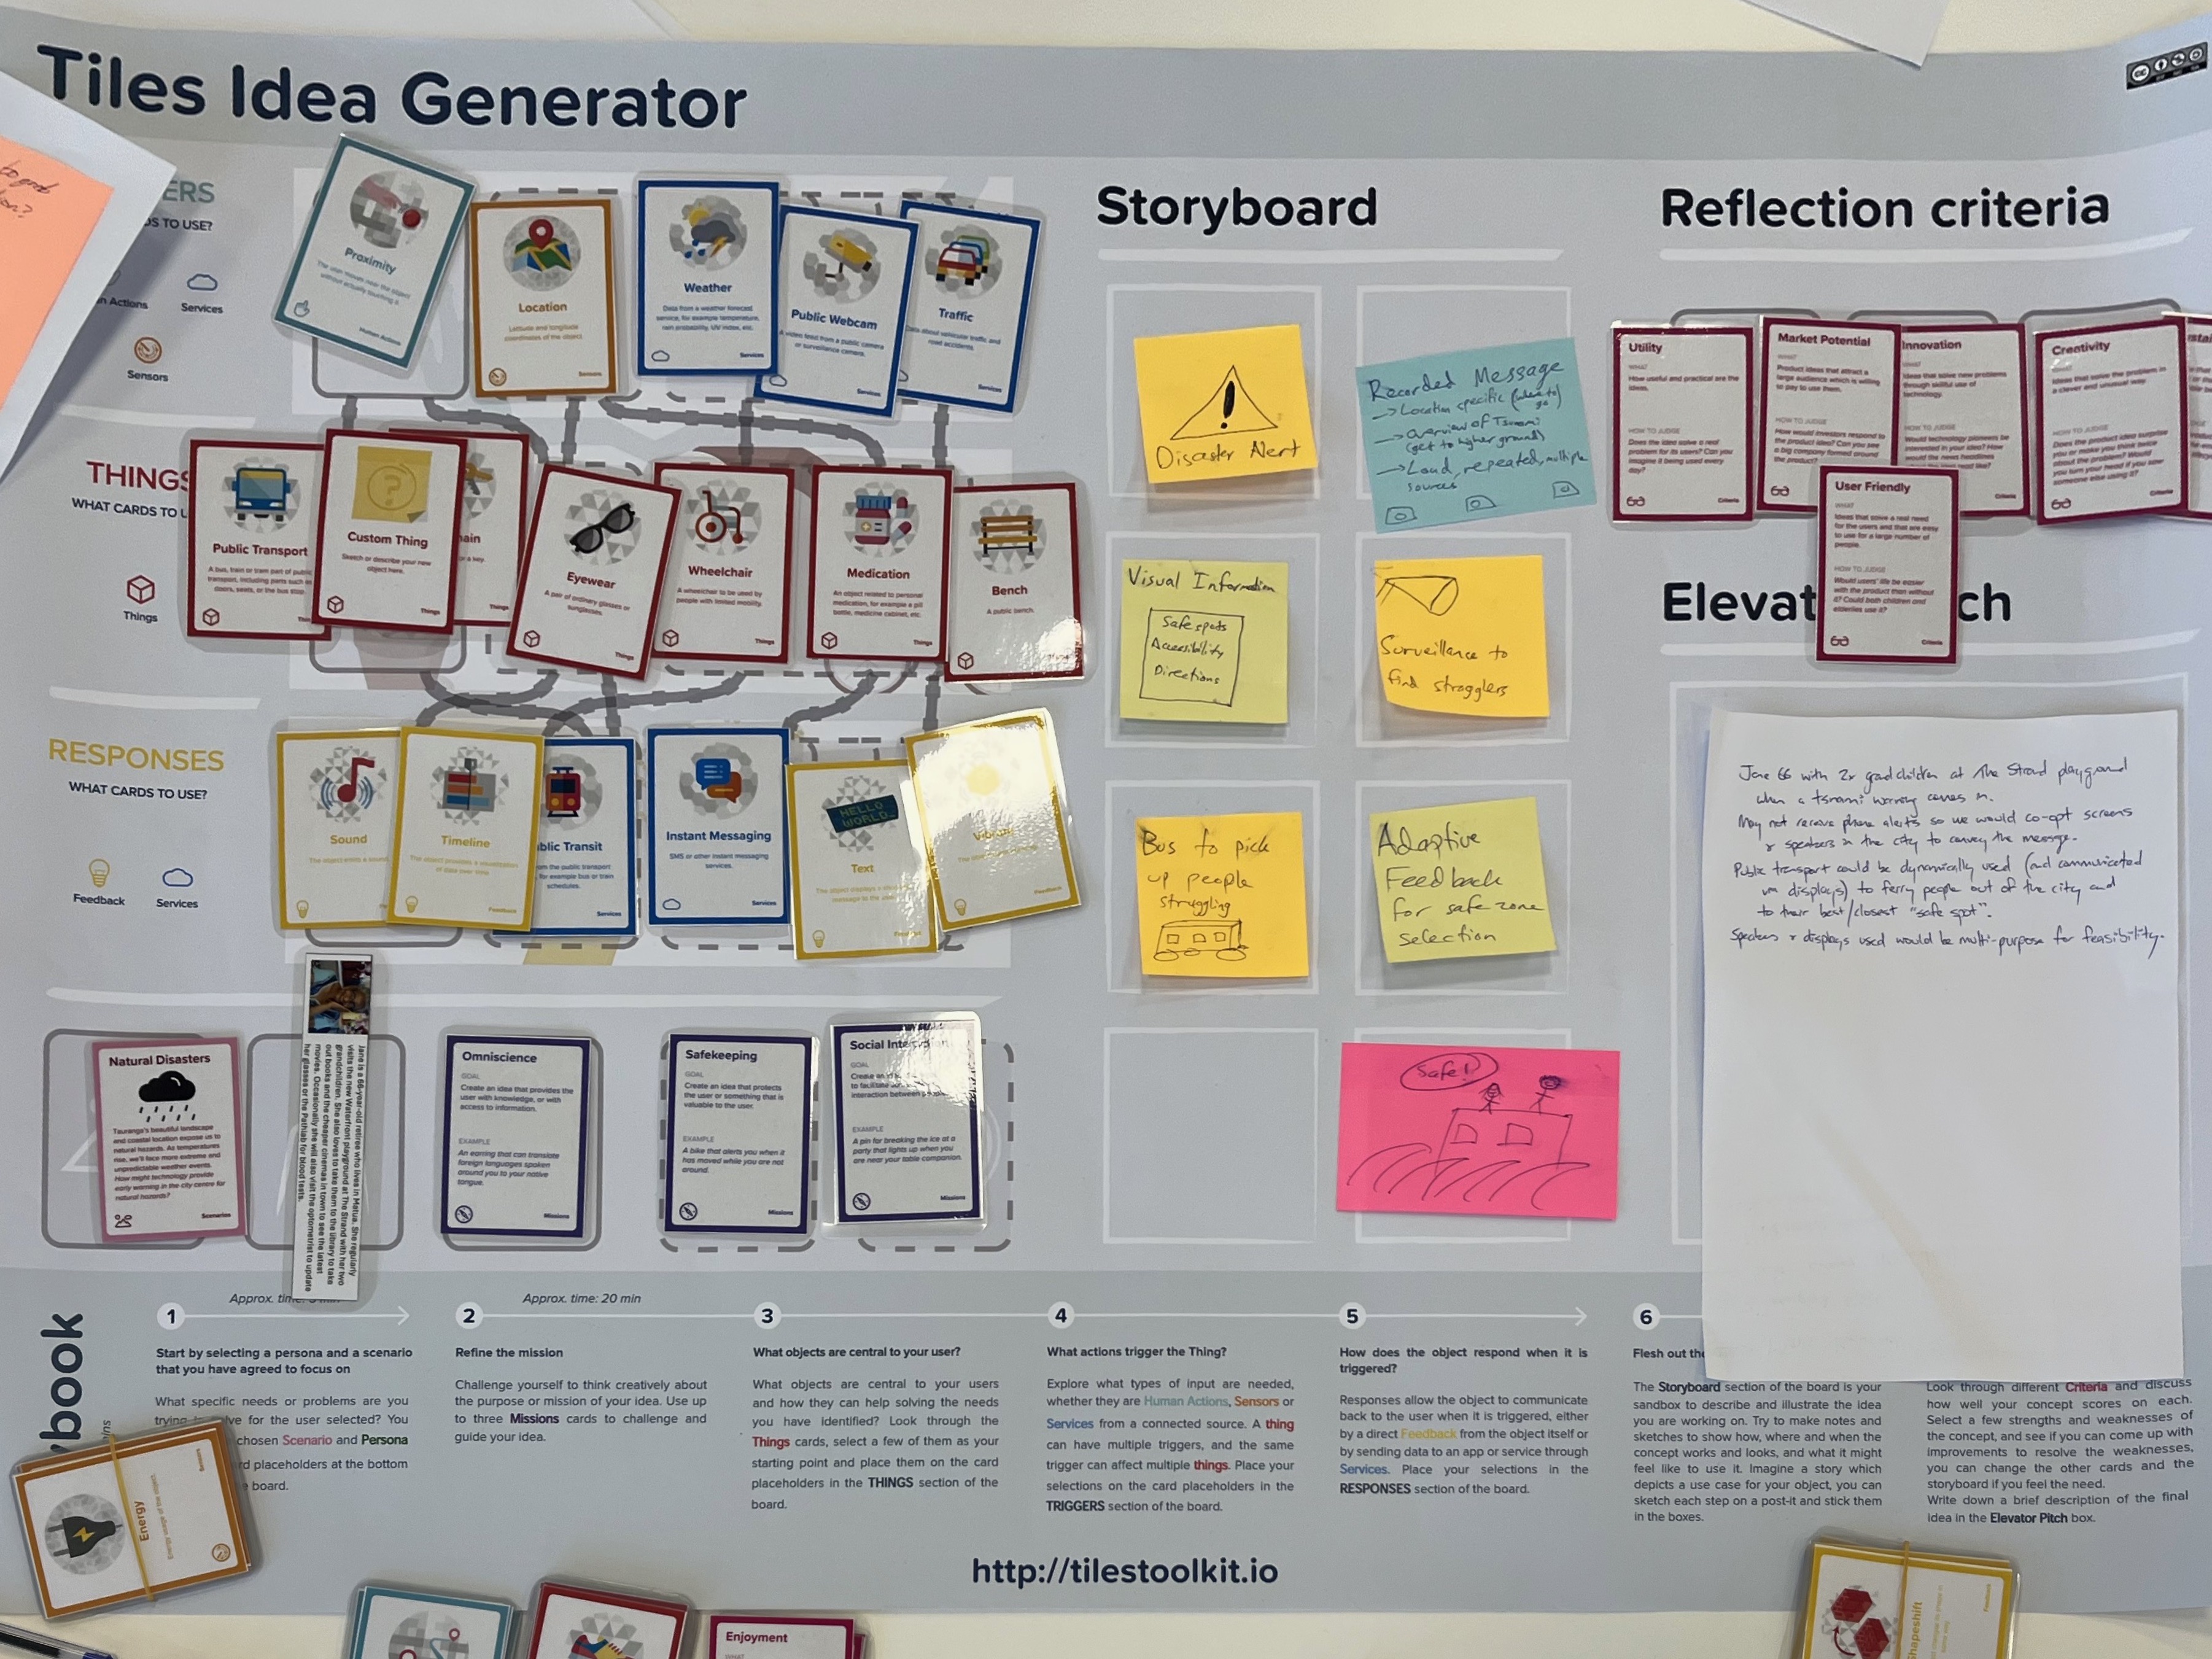 Tiles Idea Generator
to grab
ERS
DS TO USE?
n Actions
Services
Sensors
Proximity
The user moves near the object
without actually touching it.
Human Actions
Location
Latitude and longitude
coordinates of the object.
Sensors
Weather
Data from a weather forecast
service, for example temperature,
rain probability, UV index, etc.
Services
Public Webcam
A video feed from a public camera
or surveillance camera.
Services
Traffic
Data about vehicular traffic and
road accidents.
Services
THINGS
WHAT CARDS TO U
Things
Public Transport
A bus, train or tram part of public
transport, including parts such as
doors, seats, or the bus stop.
Thin
Custom Thing
?
Sketch or describe your new
object here.
Things
ain
or a key.
Things
Eyewear
A pair of ordinary glasses or
sunglasses.
Things
Wheelchair
A wheelchair to be used by
people with limited mobility.
Things
Medication
An object related to personal
medication, for example a pill
bottle, medicine cabinet, etc.
Things
Bench
A public bench.
Things
RESPONSES
WHAT CARDS TO USE?
Feedback
Services
Sound
The object emits a sound.
Timeline
The object provides a visualization
of data over time.
Feedback
blic Transit
om the public transport
for example bus or train
schedules.
Services
Instant Messaging
SMS or other instant messaging
services.
Services
HELLO
WORLD_
Text
The object displays a
message to the user.
Feedback
Natural Disasters
Tauranga's beautiful landscape
and coastal location expose us to
natural hazards. As temperatures
rise, we'll face more extreme and
unpredictable weather events.
How might technology provide
early warning in the city centre for
natural hazards?
Scenarios
Jane is a 66-year-old retiree who lives in Matua. She regularly
visits the new Waterfront playground at The Strand with her two
grandchildren. She also loves to take them to the library to take
out books and the cheaper cinemas in town to see the latest
movies. Occasionally she will also visit the optometrist to update
her glasses or the Pathlab for blood tests.
Omniscience
GOAL
Create an idea that provides the
user with knowledge, or with
access to information.
EXAMPLE
An earring that can translate
foreign languages spoken
around you to your native
tongue.
Missions
Safekeeping
GOAL
Create an idea that protects
the user or something that is
valuable to the user.
EXAMPLE
A bike that alerts you when it
has moved while you are not
around.
Missions
Social Inter
GOAL
Create an
to facilitate
interaction between
EXAMPLE
A pin for breaking the ice at a
party that lights up when you
are near your table companion.
Missions
Storyboard
!
Disaster Alert
Recorded Message
→ Location specific (where to go)
→ Overview of Tsunami
(get to higher ground)
→ Loud, repeated, multiple
sources
Visual Information
Safe spots
Accessibility
Directions
Surveillance to
find stragglers
Bus to pick
up people
struggling
Adaptive
Feedback
for safe zone
selection
Safe!
Reflection criteria
Utility
WHAT
How useful and practical are the
ideas.
HOW TO JUDGE
Does the idea solve a real
problem for its users? Can you
imagine it being used every
day?
Criteria
Market Potential
WHAT
Product ideas that attract a
large audience which is willing
to pay to use them.
HOW TO JUDGE
How would investors respond to
the product idea? Can you see
a big company formed around
the product?
Innovation
WHAT
Ideas that solve new problems
through skillful use of
technology.
HOW TO JUDGE
Would technology pioneers be
interested in your idea? How
would the news headlines
Criteria
Creativity
WHAT
Ideas that solve the problem in
a clever and unusual way.
HOW TO JUDGE
Does the product idea surprise
you or make you think twice
about the problem? Would
you turn your head if you saw
someone else using it?
Criteria
User Friendly
WHAT
Ideas that solve a real need
for the users and that are easy
to use for a large number of
people.
HOW TO JUDGE
Would users' life be easier
with the product than without
it? Could both children and
elderlies use it?
Criteria
Elevat
ch
Jane 66 with 2x grandchildren at The Strand playground
when a tsunami warning comes in.
May not receive phone alerts so we would co-opt screens
& speakers in the city to convey the message.
Public transport could be dynamically used (and communicated
via displays) to ferry people out of the city and
to their best/closest "safe spot".
Speakers & displays used would be multi-purpose for feasibility.
ybook
Approx. time:
1
Start by selecting a persona and a scenario
that you have agreed to focus on
What specific needs or problems are you
trying
lve for the user selected? You
chosen Scenario and Persona
rd placeholders at the bottom
board.
Approx. time: 20 min
2
Refine the mission
Challenge yourself to think creatively about
the purpose or mission of your idea. Use up
to three Missions cards to challenge and
guide your idea.
3
What objects are central to your user?
What objects are central to your users
and how they can help solving the needs
you have identified? Look through the
Things cards, select a few of them as your
starting point and place them on the card
placeholders in the THINGS section of the
board.
4
What actions trigger the Thing?
Explore what types of input are needed,
whether they are Human Actions, Sensors or
Services from a connected source. A thing
can have multiple triggers, and the same
trigger can affect multiple things. Place your
selections on the card placeholders in the
TRIGGERS section of the board.
5
How does the object respond when it is
triggered?
Responses allow the object to communicate
back to the user when it is triggered, either
by a direct Feedback from the object itself or
by sending data to an app or service through
Services. Place your selections in the
RESPONSES section of the board.
6
Flesh out the
The Storyboard section of the board is your
sandbox to describe and illustrate the idea
you are working on. Try to make notes and
sketches to show how, where and when the
concept works and looks, and what it might
feel like to use it. Imagine a story which
depicts a use case for your object, you can
sketch each step on a post-it and stick them
in the boxes.
Look through different Criteria and discuss
how well your concept scores on each.
Select a few strengths and weaknesses of
the concept, and see if you can come up with
improvements to resolve the weaknesses,
you can change the other cards and the
storyboard if you feel the need.
Write down a brief description of the final
idea in the Elevator Pitch box.
http://tilestoolkit.io
Energy
Sensors
Enjoyment
WHAT
hapeshift
Feedback